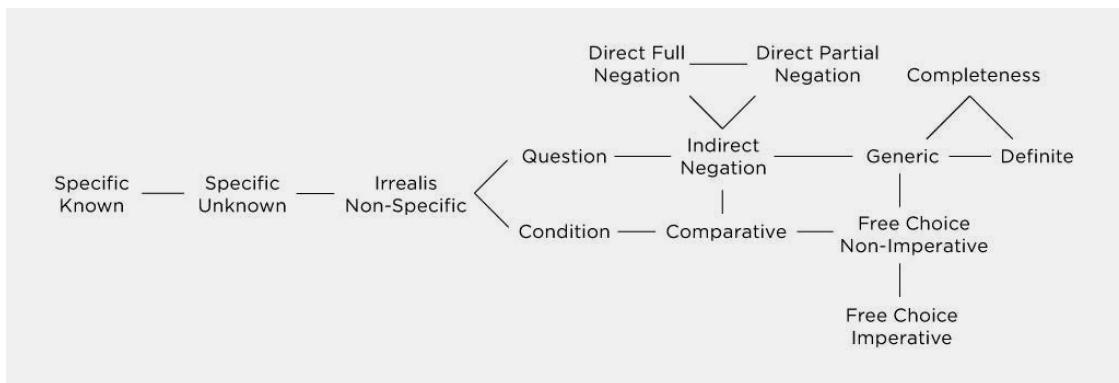 Direct Full
Negation
Direct Partial
Negation
Completeness
Question
Indirect
Negation
Generic
Definite
Specific
Known
Specific
Unknown
Irrealis
Non-Specific
Condition
Comparative
Free Choice
Non-Imperative
Free Choice
Imperative